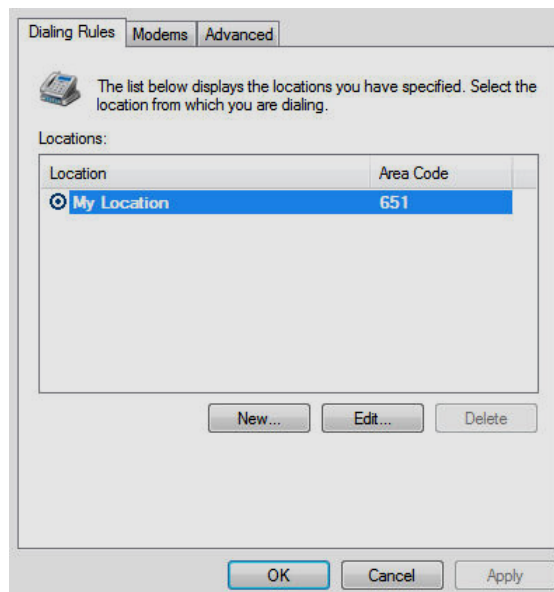 Dialing Rules Modems Advanced
The list below displays the locations you have specified. Select the
location from which you are dialing.
Locations:
Location Area Code
My Location 651
New... Edit... Delete
OK Cancel Apply